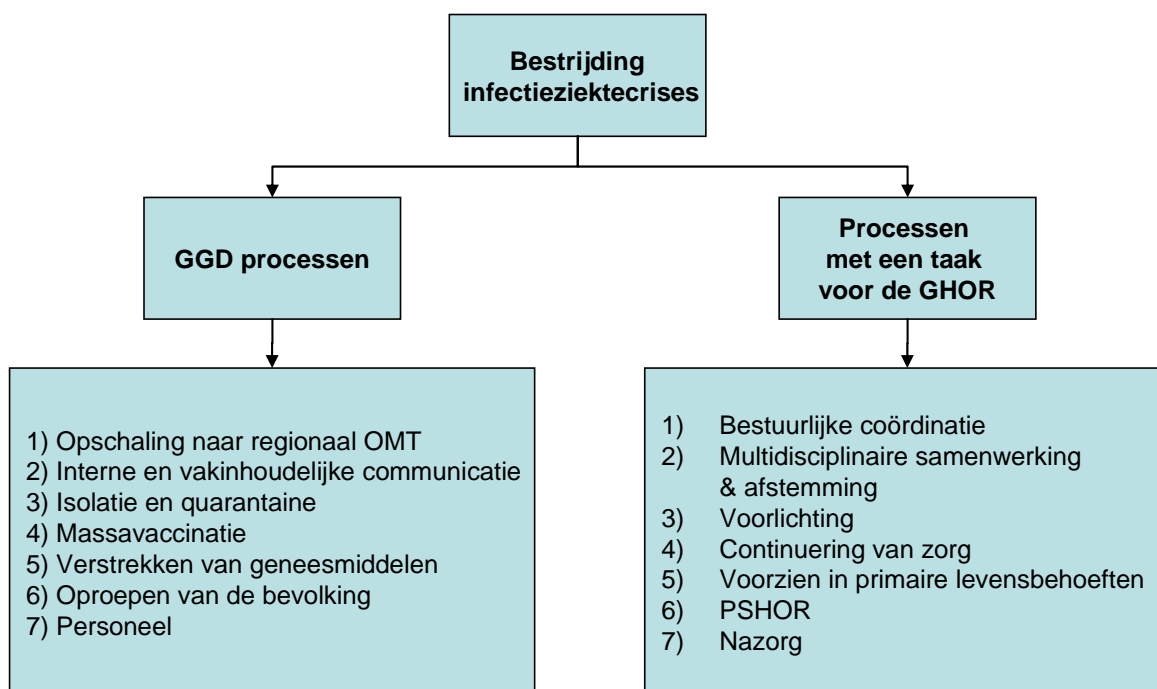 Bestrijding
infectieziektecrises
GGD processen
Processen
met een taak
voor de GHOR
1) Opschaling naar regionaal OMT
2) Interne en vakinhoudelijke communicatie
3) Isolatie en quarantaine
4) Massavaccinatie
5) Verstrekken van geneesmiddelen
6) Oproepen van de bevolking
7) Personeel
1) Bestuurlijke coördinatie
2) Multidisciplinaire samenwerking
& afstemming
3) Voorlichting
4) Continuering van zorg
5) Voorzien in primaire levensbehoeften
6) PSHOR
7) Nazorg